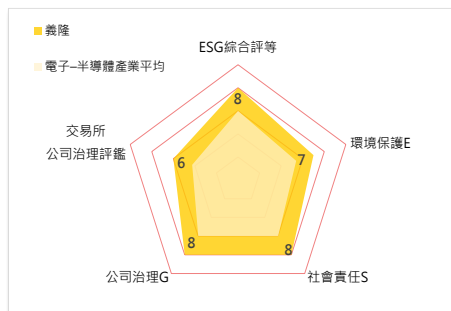 義隆
電子–半導體產業平均
ESG綜合評等
8
交易所
公司治理評鑑
6
7
環境保護E
8
8
公司治理G
社會責任S